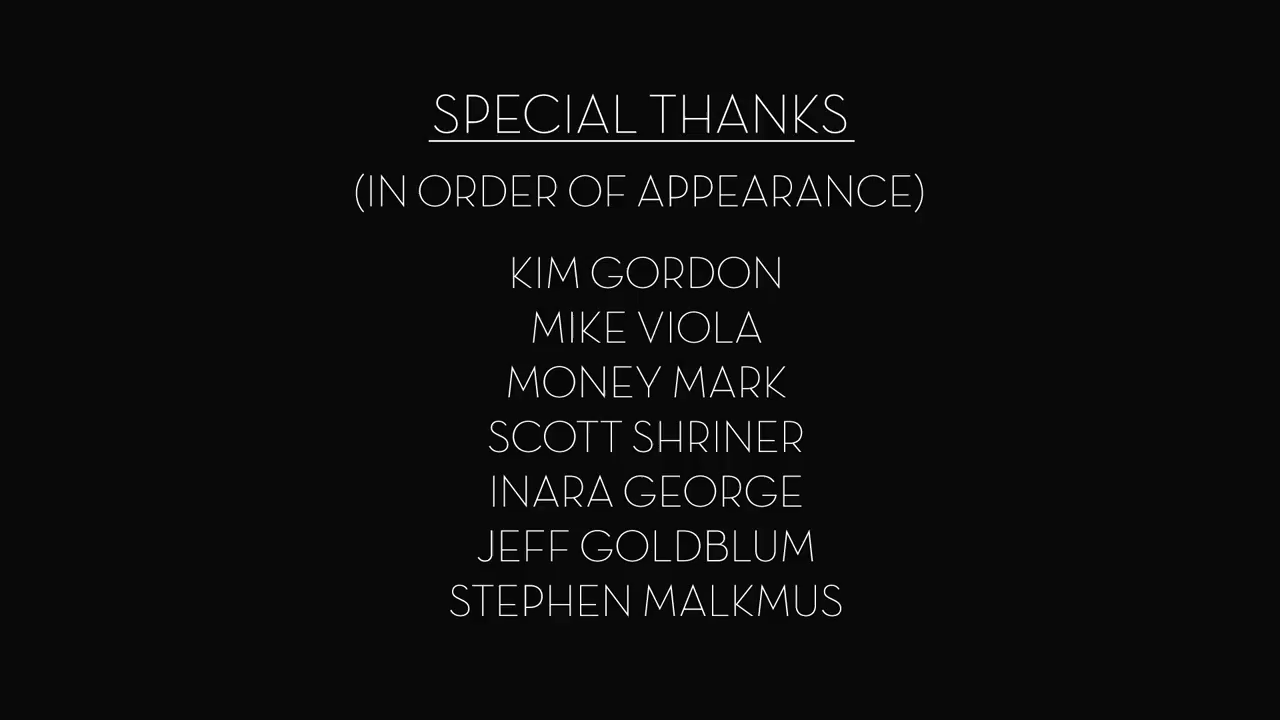 SPECIAL THANKS
(IN ORDER OF APPEARANCE)
KIM GORDON
MIKE VIOLA
MONEY MARK
SCOTT SHRINER
INARA GEORGE
JEFF GOLDBLUM
STEPHEN MALKMUS